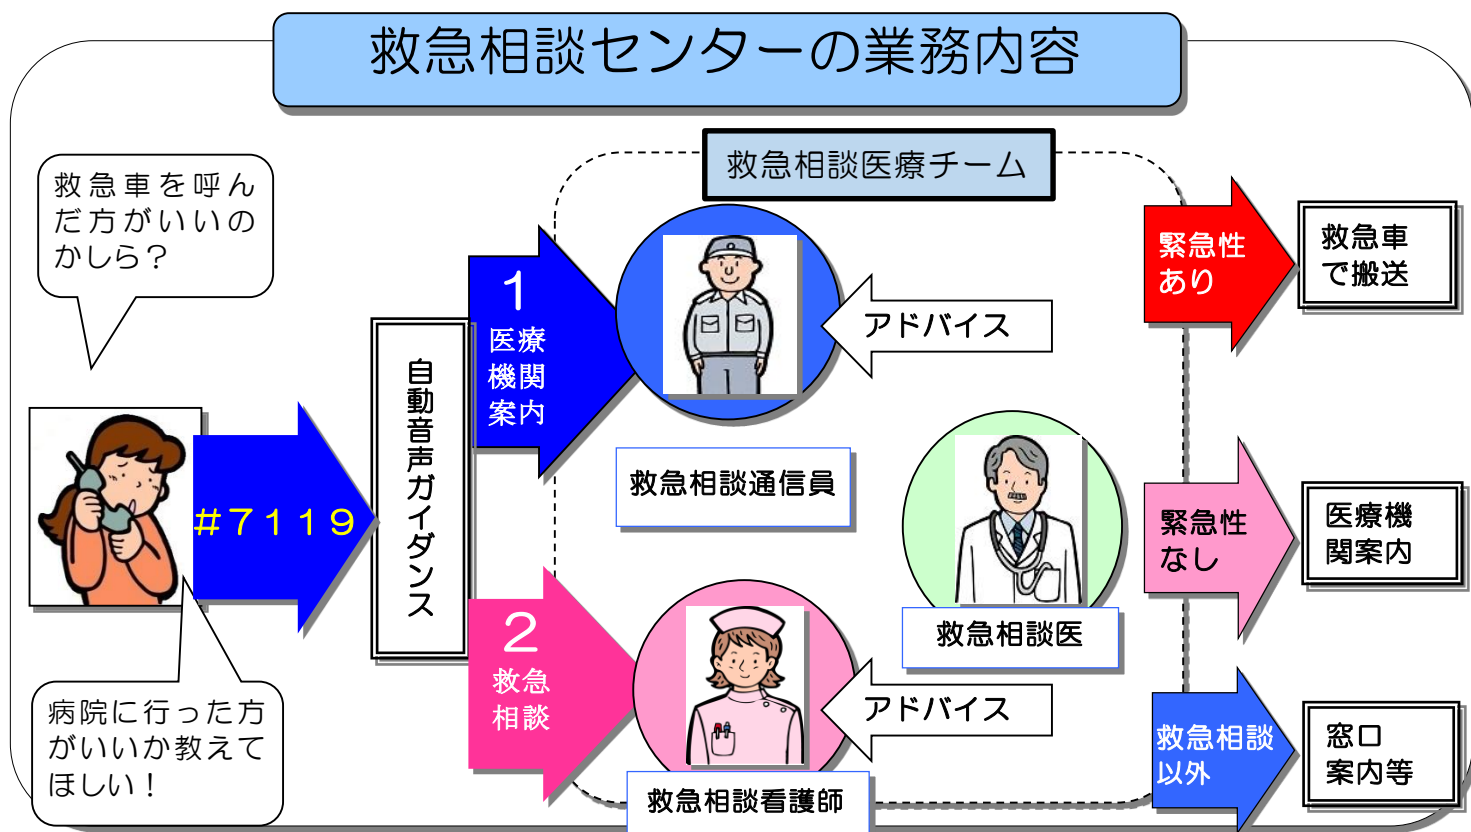 救急相談センターの業務内容
救急相談医療チーム
救急車を呼ん
だ方がいいの
かしら？
#７１１９
病院に行った方
がいいか教えて
ほしい！
自動音声ガイダンス
１
医療
機関
案内
２
救急
相談
アドバイス
救急相談通信員
救急相談医
アドバイス
救急相談看護師
緊急性
あり
救急車
で搬送
緊急性
なし
医療機
関案内
救急相談
以外
窓口
案内等